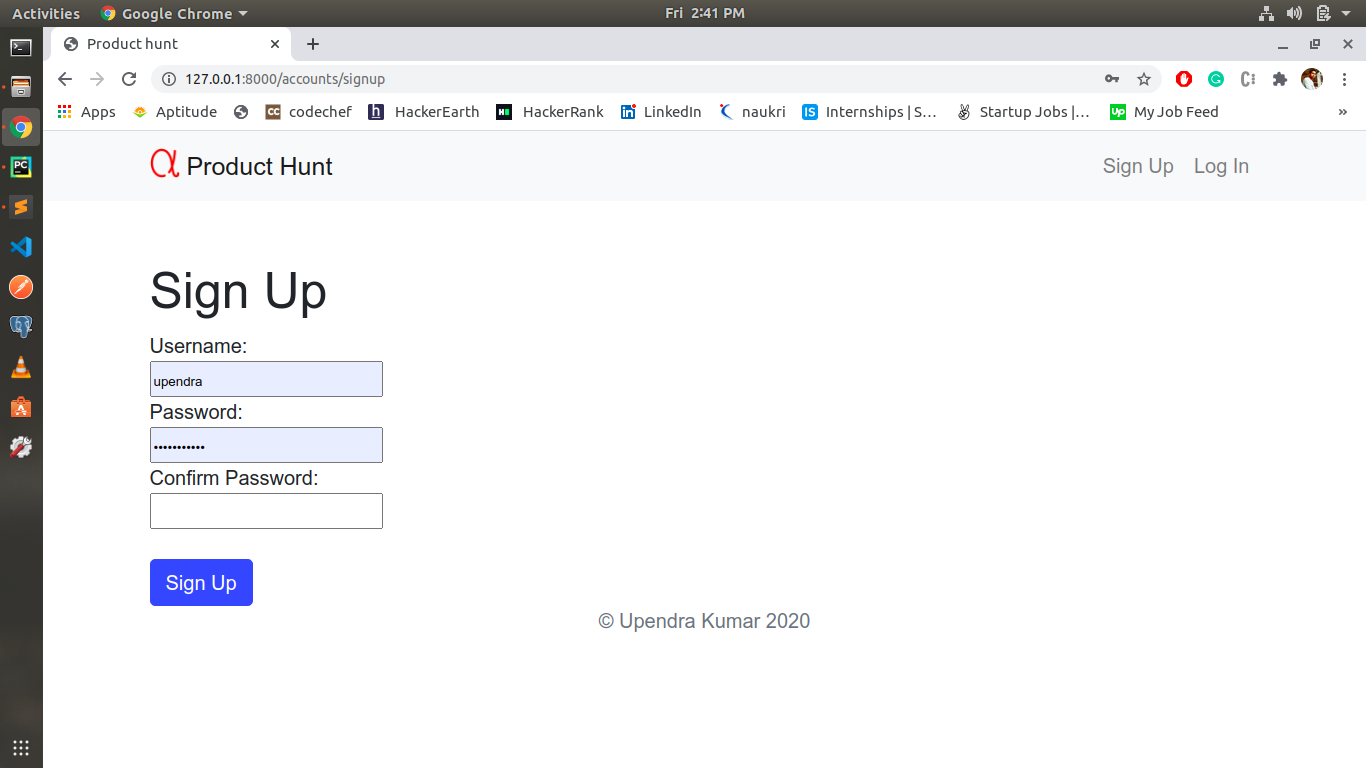 Activities Google Chrome Fri 2:41 PM
Product hunt
127.0.0.1:8000/accounts/signup
Apps Aptitude codechef HackerEarth HackerRank LinkedIn naukri Internships | S… Startup Jobs |… My Job Feed »
α Product Hunt Sign Up Log In
Sign Up
Username:
upendra
Password:
•••••••••••
Confirm Password:
Sign Up
© Upendra Kumar 2020